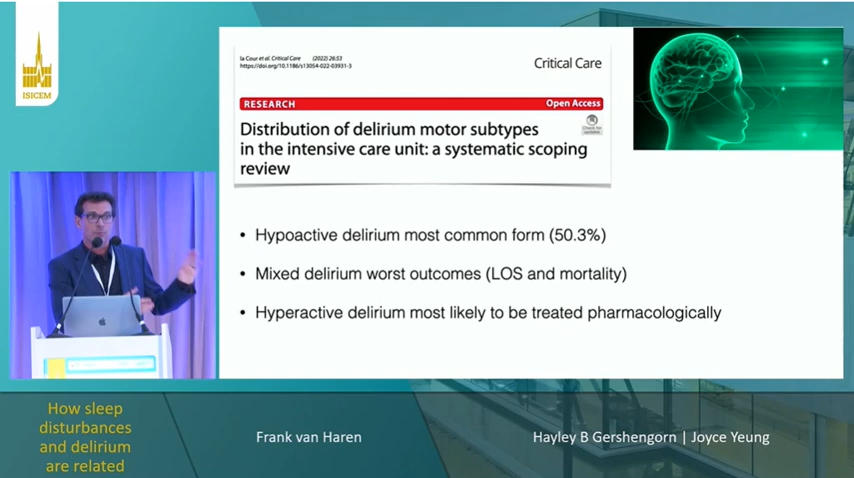 ISICEM
la Cour et al. Critical Care (2022) 26:53
https://doi.org/10.1186/s13054-022-03931-3
Critical Care
RESEARCH Open Access
Check for
updates
Distribution of delirium motor subtypes
in the intensive care unit: a systematic scoping
review
• Hypoactive delirium most common form (50.3%)
• Mixed delirium worst outcomes (LOS and mortality)
• Hyperactive delirium most likely to be treated pharmacologically
How sleep
disturbances
and delirium
are related
Frank van Haren
Hayley B Gershengorn | Joyce Yeung